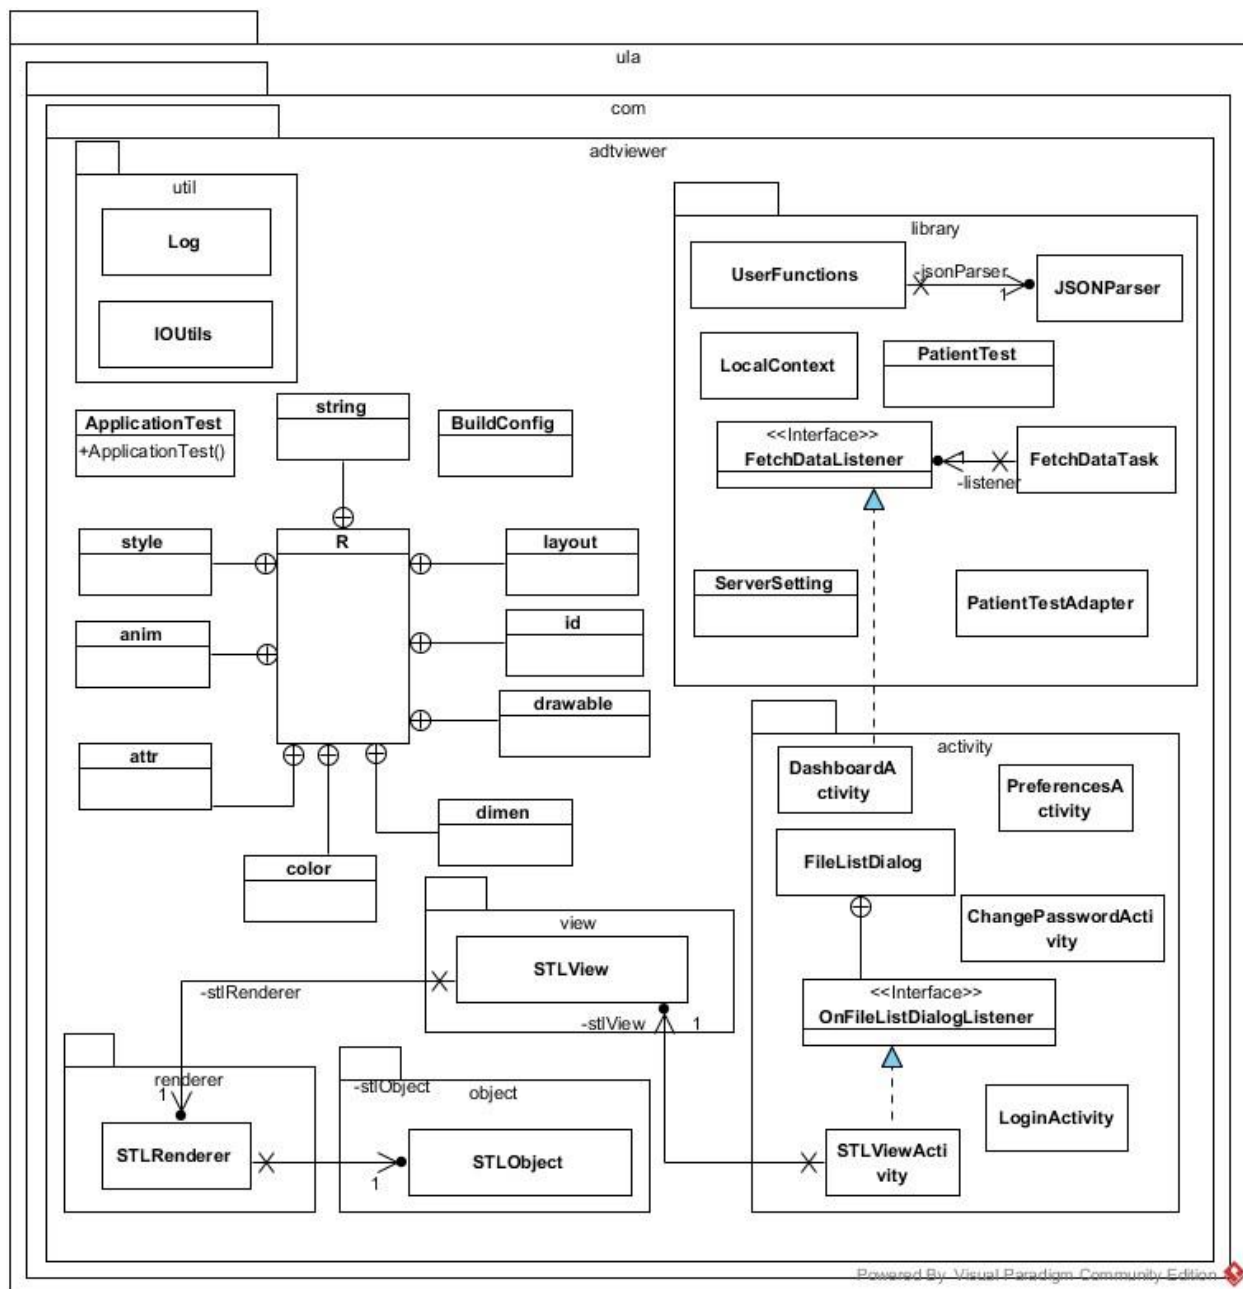 ula
com
adtviewer
util
Log
IOUtils
library
UserFunctions
-jsonParser
1
JSONParser
LocalContext
PatientTest
<<Interface>>
FetchDataListener
1
-listener
FetchDataTask
ServerSetting
PatientTestAdapter
ApplicationTest
+ApplicationTest()
string
BuildConfig
style
R
layout
anim
id
drawable
attr
dimen
color
activity
DashboardA
ctivity
PreferencesA
ctivity
FileListDialog
ChangePasswordActi
vity
<<Interface>>
OnFileListDialogListener
LoginActivity
STLViewActi
vity
view
STLView
-stlRenderer
-stlView
1
renderer
1
STLRenderer
-stlObject
object
1
STLObject
Powered By Visual Paradigm Community Edition